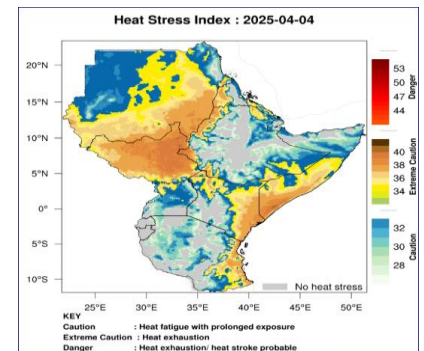 Heat Stress Index : 2025-04-04
20°N
15°N
10°N
5°N
0°
5°S
10°S
25°E 30°E 35°E 40°E 45°E 50°E
No heat stress
53
50
47
44
Danger
40
38
36
34
Extreme Caution
32
30
28
Caution
KEY
Caution : Heat fatigue with prolonged exposure
Extreme Caution : Heat exhaustion
Danger : Heat exhaustion/ heat stroke probable